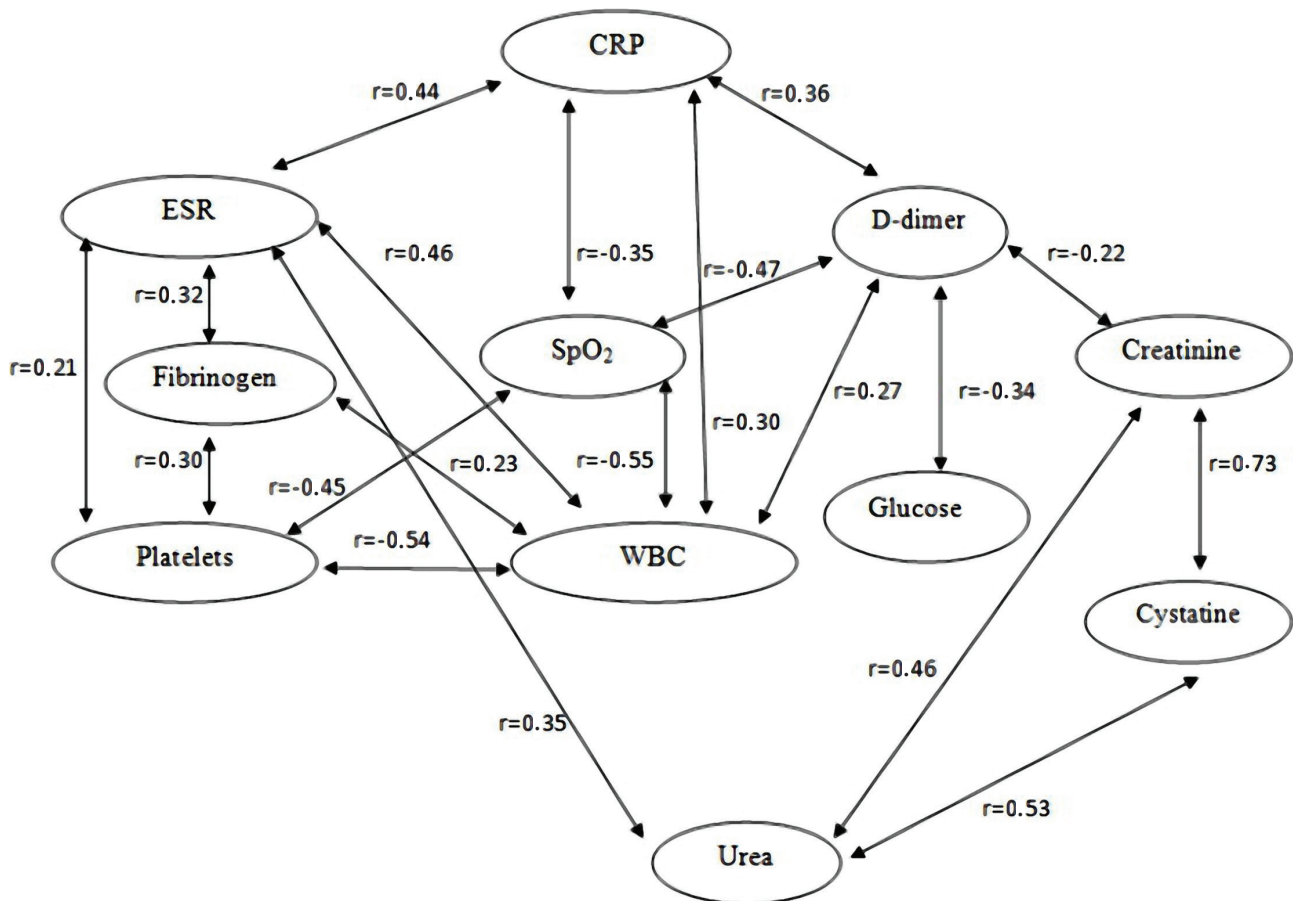 CRP
r=0.44
r=0.36
ESR
D-dimer
r=0.46
r=-0.35
r=-0.47
r=-0.22
r=0.32
SpO₂
Creatinine
r=0.21
Fibrinogen
r=0.27
r=-0.34
r=0.30
r=0.30
r=0.23
r=-0.55
r=0.73
r=-0.45
Glucose
r=-0.54
Platelets
WBC
Cystatine
r=0.46
r=0.35
r=0.53
Urea